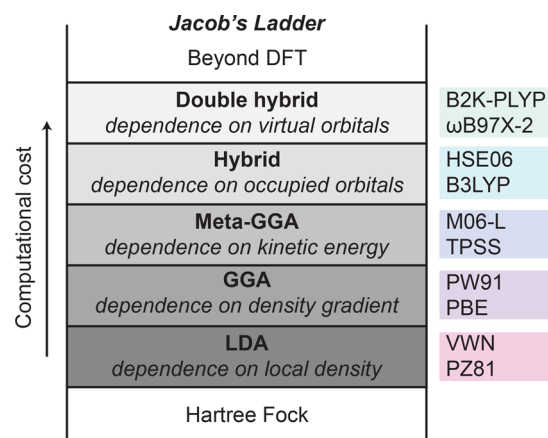 Jacob's Ladder
Beyond DFT
Double hybrid
dependence on virtual orbitals
B2K-PLYP
ωB97X-2
Hybrid
dependence on occupied orbitals
HSE06
B3LYP
Meta-GGA
dependence on kinetic energy
M06-L
TPSS
GGA
dependence on density gradient
PW91
PBE
LDA
dependence on local density
VWN
PZ81
Hartree Fock
Computational cost